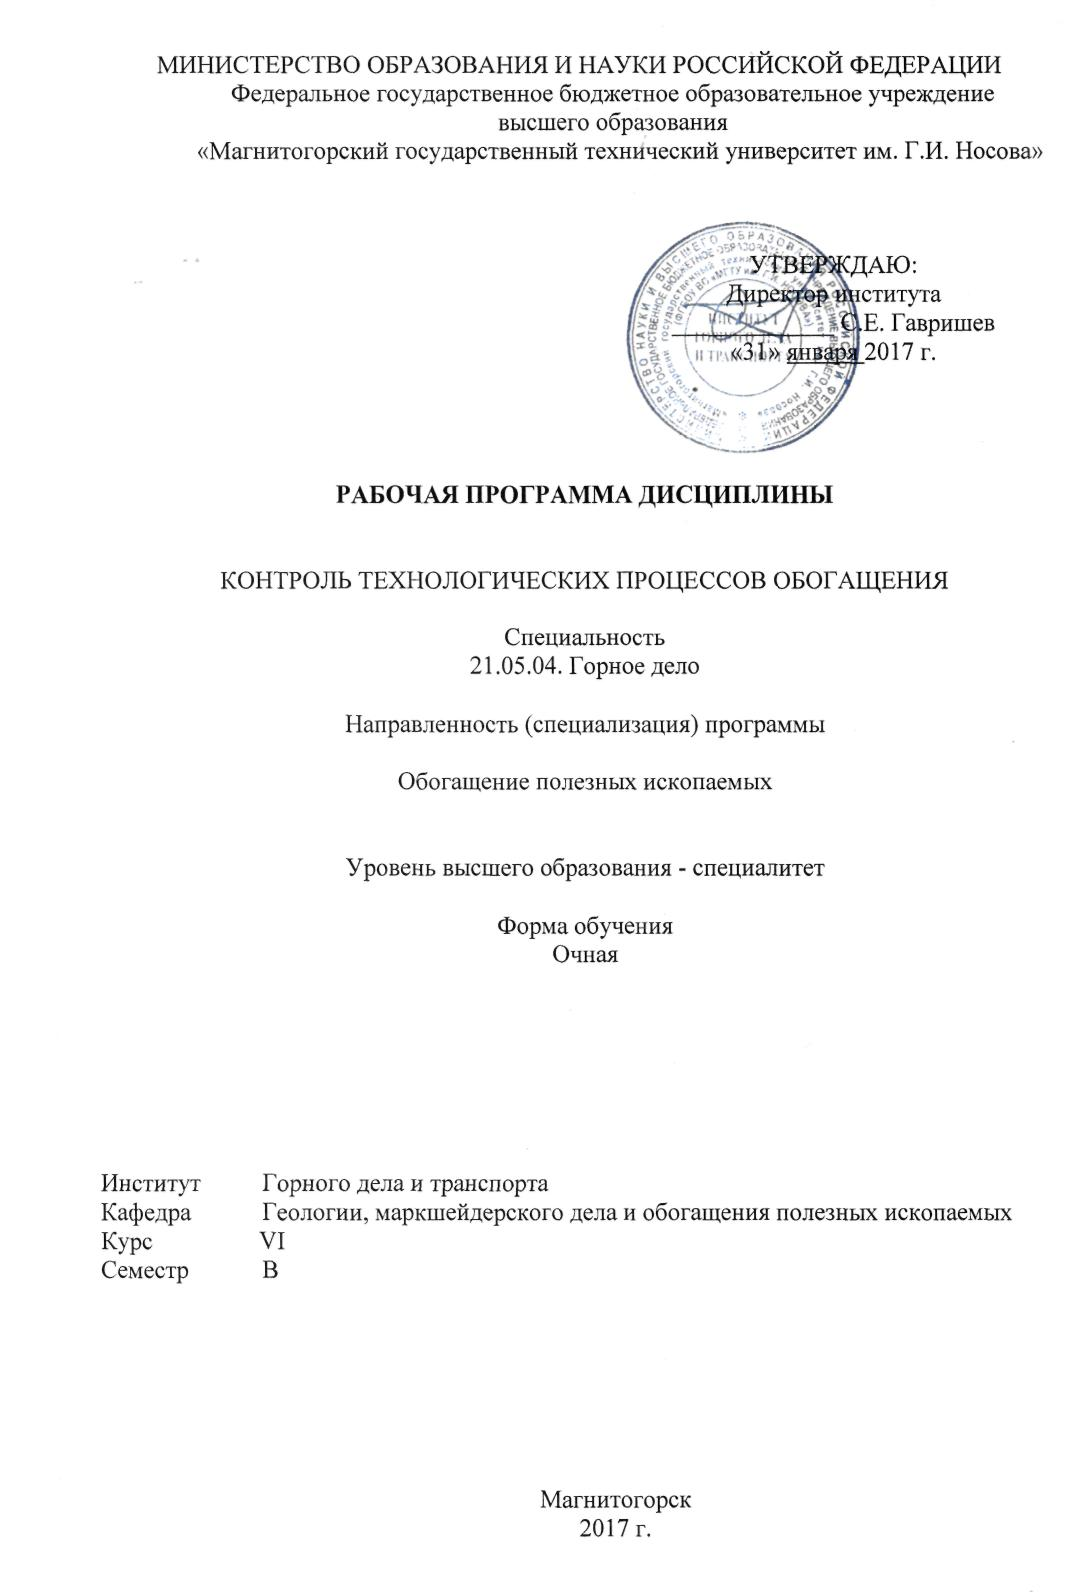 МИНИСТЕРСТВО ОБРАЗОВАНИЯ И НАУКИ РОССИЙСКОЙ ФЕДЕРАЦИИ
Федеральное государственное бюджетное образовательное учреждение
высшего образования
«Магнитогорский государственный технический университет им. Г.И. Носова»
УТВЕРЖДАЮ:
Директор института
С.Е. Гавришев
«31» января 2017 г.
РАБОЧАЯ ПРОГРАММА ДИСЦИПЛИНЫ
КОНТРОЛЬ ТЕХНОЛОГИЧЕСКИХ ПРОЦЕССОВ ОБОГАЩЕНИЯ
Специальность
21.05.04. Горное дело
Направленность (специализация) программы
Обогащение полезных ископаемых
Уровень высшего образования - специалитет
Форма обучения
Очная
Институт Горного дела и транспорта
Кафедра Геологии, маркшейдерского дела и обогащения полезных ископаемых
Курс VI
Семестр В
Магнитогорск
2017 г.